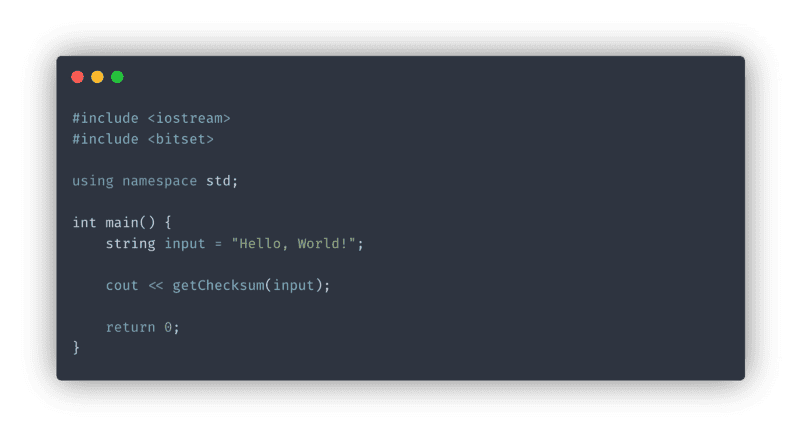 #include <iostream>
#include <bitset>
using namespace std;
int main() {
    string input = "Hello, World!";
    cout << getChecksum(input);
    return 0;
}